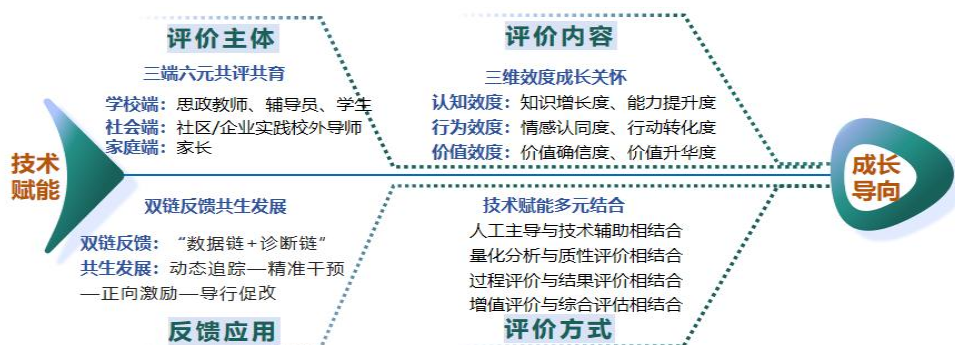 评价主体
三端六元共评共育
学校端：思政教师、辅导员、学生
社会端：社区/企业实践校外导师
家庭端：家长
评价内容
三维效度成长关怀
认知效度：知识增长度、能力提升度
行为效度：情感认同度、行动转化度
价值效度：价值确信度、价值升华度
技术
赋能
成长
导向
双链反馈共生发展
双链反馈：“数据链+诊断链”
共生发展：动态追踪—精准干预
—正向激励—导行促改
反馈应用
技术赋能多元结合
人工主导与技术辅助相结合
量化分析与质性评价相结合
过程评价与结果评价相结合
增值评价与综合评估相结合
评价方式